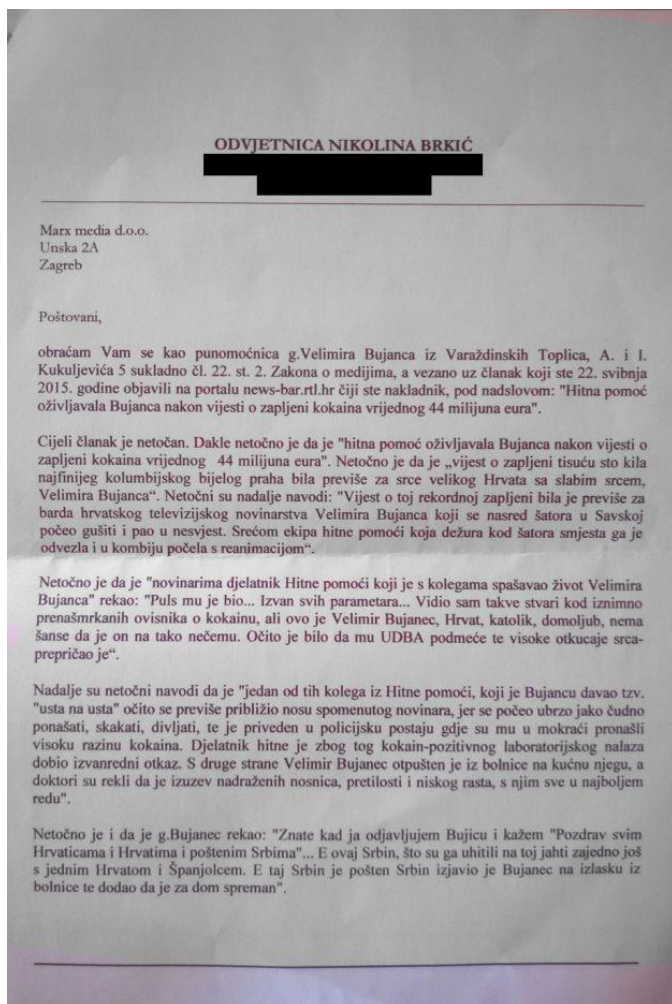 ODVJETNICA NIKOLINA BRKIĆ
Marx media d.o.o.
Unska 2A
Zagreb
Poštovani,
obraćam Vam se kao punomoćnica g.Velimira Bujanca iz Varaždinskih Toplica, A. i I.
Kukuljevića 5 sukladno čl. 22. st. 2. Zakona o medijima, a vezano uz članak koji ste 22. svibnja
2015. godine objavili na portalu news-bar.rtl.hr čiji ste nakladnik, pod nadslovom: "Hitna pomoć
oživljavala Bujanca nakon vijesti o zapljeni kokaina vrijednog 44 milijuna eura".
Cijeli članak je netočan. Dakle netočno je da je "hitna pomoć oživljavala Bujanca nakon vijesti o
zapljeni kokaina vrijednog 44 milijuna eura". Netočno je da je „vijest o zapljeni tisuću sto kila
najfinijeg kolumbijskog bijelog praha bila previše za srce velikog Hrvata sa slabim srcem,
Velimira Bujanca“. Netočni su nadalje navodi: "Vijest o toj rekordnoj zapljeni bila je previše za
barda hrvatskog televizijskog novinarstva Velimira Bujanca koji se nasred šatora u Savskoj
počeo gušiti i pao u nesvjest. Srećom ekipa hitne pomoći koja dežura kod šatora smjesta ga je
odvezla i u kombiju počela s reanimacijom“.
Netočno je da je "novinarima djelatnik Hitne pomoći koji je s kolegama spašavao život Velimira
Bujanca" rekao: "Puls mu je bio... Izvan svih parametara... Vidio sam takve stvari kod iznimno
prenašmrkanih ovisnika o kokainu, ali ovo je Velimir Bujanec, Hrvat, katolik, domoljub, nema
šanse da je on na tako nečemu. Očito je bilo da mu UDBA podmeće te visoke otkucaje srca-
prepričao je“.
Nadalje su netočni navodi da je "jedan od tih kolega iz Hitne pomoći, koji je Bujancu davao tzv.
"usta na usta" očito se previše približio nosu spomenutog novinara, jer se počeo ubrzo jako čudno
ponašati, skakati, divljati, te je priveden u policijsku postaju gdje su mu u mokraći pronašli
visoku razinu kokaina. Djelatnik hitne je zbog tog kokain-pozitivnog laboratorijskog nalaza
dobio izvanredni otkaz. S druge strane Velimir Bujanec otpušten je iz bolnice na kućnu njegu, a
doktori su rekli da je izuzev nadraženih nosnica, pretilosti i niskog rasta, s njim sve u najboljem
redu".
Netočno je i da je g.Bujanec rekao: "Znate kad ja odjavljujem Bujicu i kažem "Pozdrav svim
Hrvaticama i Hrvatima i poštenim Srbima"... E ovaj Srbin, što su ga uhitili na toj jahti zajedno još
s jednim Hrvatom i Španjolcem. E taj Srbin je pošten Srbin izjavio je Bujanec na izlasku iz
bolnice te dodao da je za dom spreman".